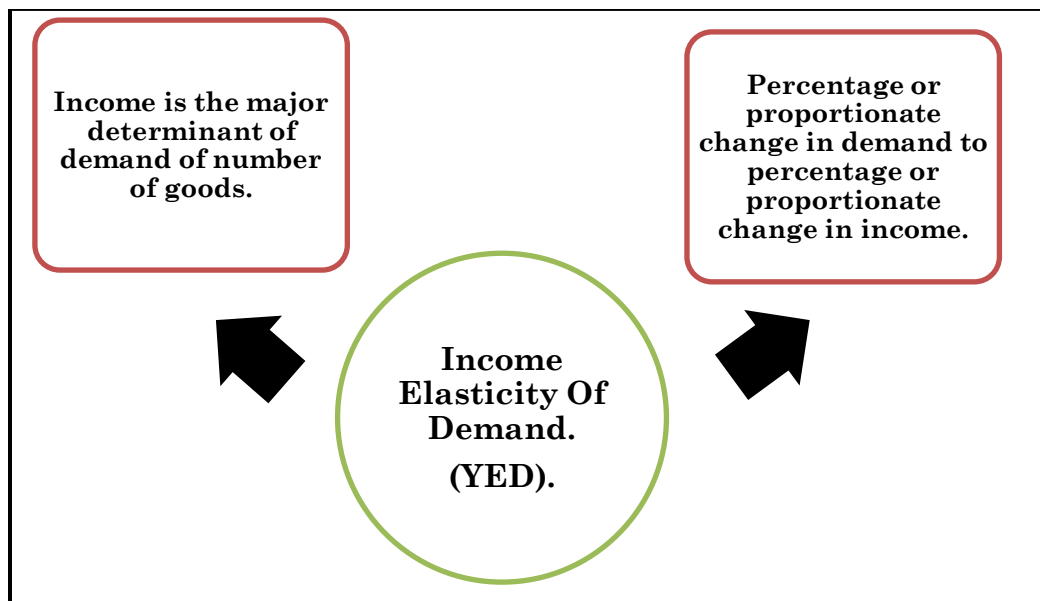 Income is the major
determinant of
demand of number
of goods.
Percentage or
proportionate
change in demand to
percentage or
proportionate
change in income.
Income
Elasticity Of
Demand.
(YED).